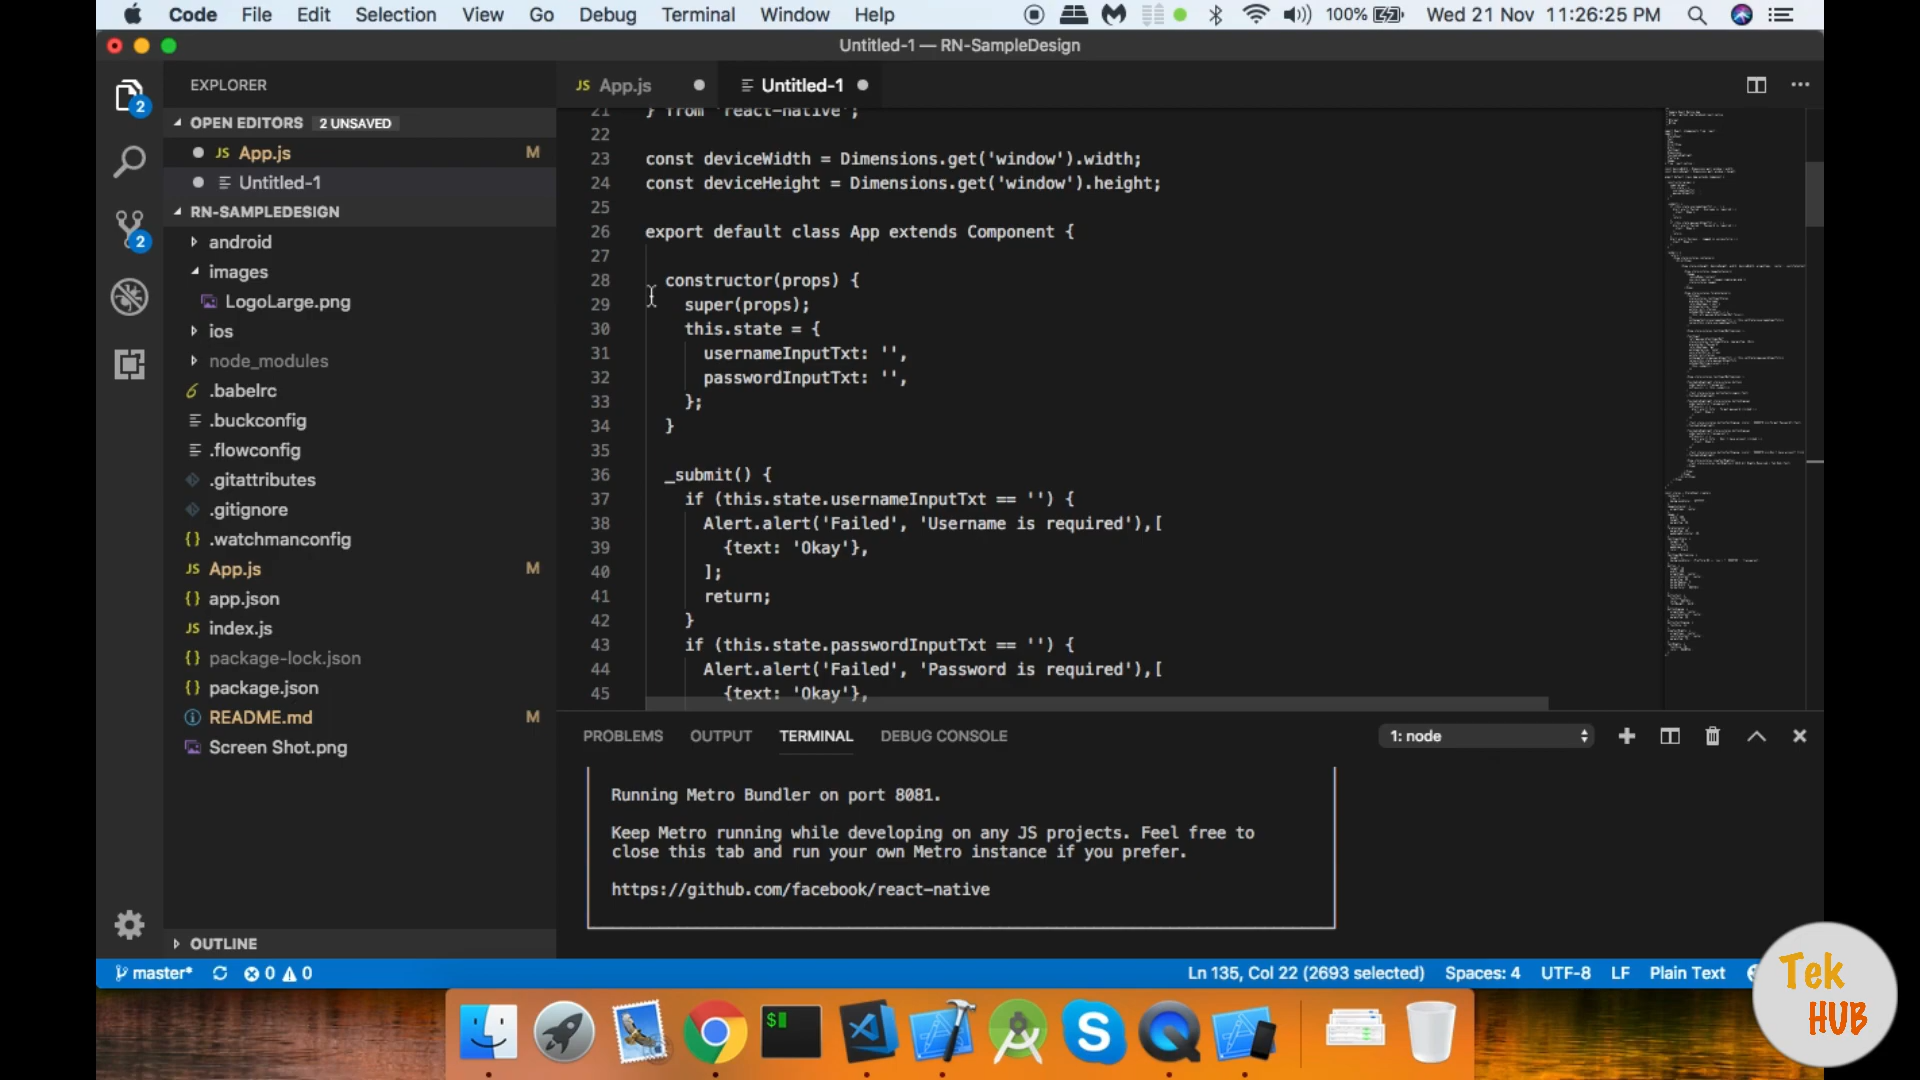 Code File Edit Selection View Go Debug Terminal Window Help 100% Wed 21 Nov 11:26:25 PM
Untitled-1 — RN-SampleDesign
EXPLORER
OPEN EDITORS 2 UNSAVED
JS App.js M
Untitled-1
RN-SAMPLEDESIGN
android
images
LogoLarge.png
ios
node_modules
.babelrc
.buckconfig
.flowconfig
.gitattributes
.gitignore
{} .watchmanconfig
JS App.js M
{} app.json
JS index.js
{} package-lock.json
{} package.json
README.md M
Screen Shot.png
OUTLINE
2
2
JS App.js
Untitled-1
21 } from 'react-native';
22
23 const deviceWidth = Dimensions.get('window').width;
24 const deviceHeight = Dimensions.get('window').height;
25
26 export default class App extends Component {
27
28 constructor(props) {
29 super(props);
30 this.state = {
31 usernameInputTxt: '',
32 passwordInputTxt: '',
33 };
34 }
35
36 _submit() {
37 if (this.state.usernameInputTxt == '') {
38 Alert.alert('Failed', 'Username is required'),[
39 {text: 'Okay'},
40 ];
41 return;
42 }
43 if (this.state.passwordInputTxt == '') {
44 Alert.alert('Failed', 'Password is required'),[
45 {text: 'Okay'},
PROBLEMS OUTPUT TERMINAL DEBUG CONSOLE 1: node
Running Metro Bundler on port 8081.
Keep Metro running while developing on any JS projects. Feel free to
close this tab and run your own Metro instance if you prefer.
https://github.com/facebook/react-native
master* 0 0 Ln 135, Col 22 (2693 selected) Spaces: 4 UTF-8 LF Plain Text
Tek
HUB
$
S